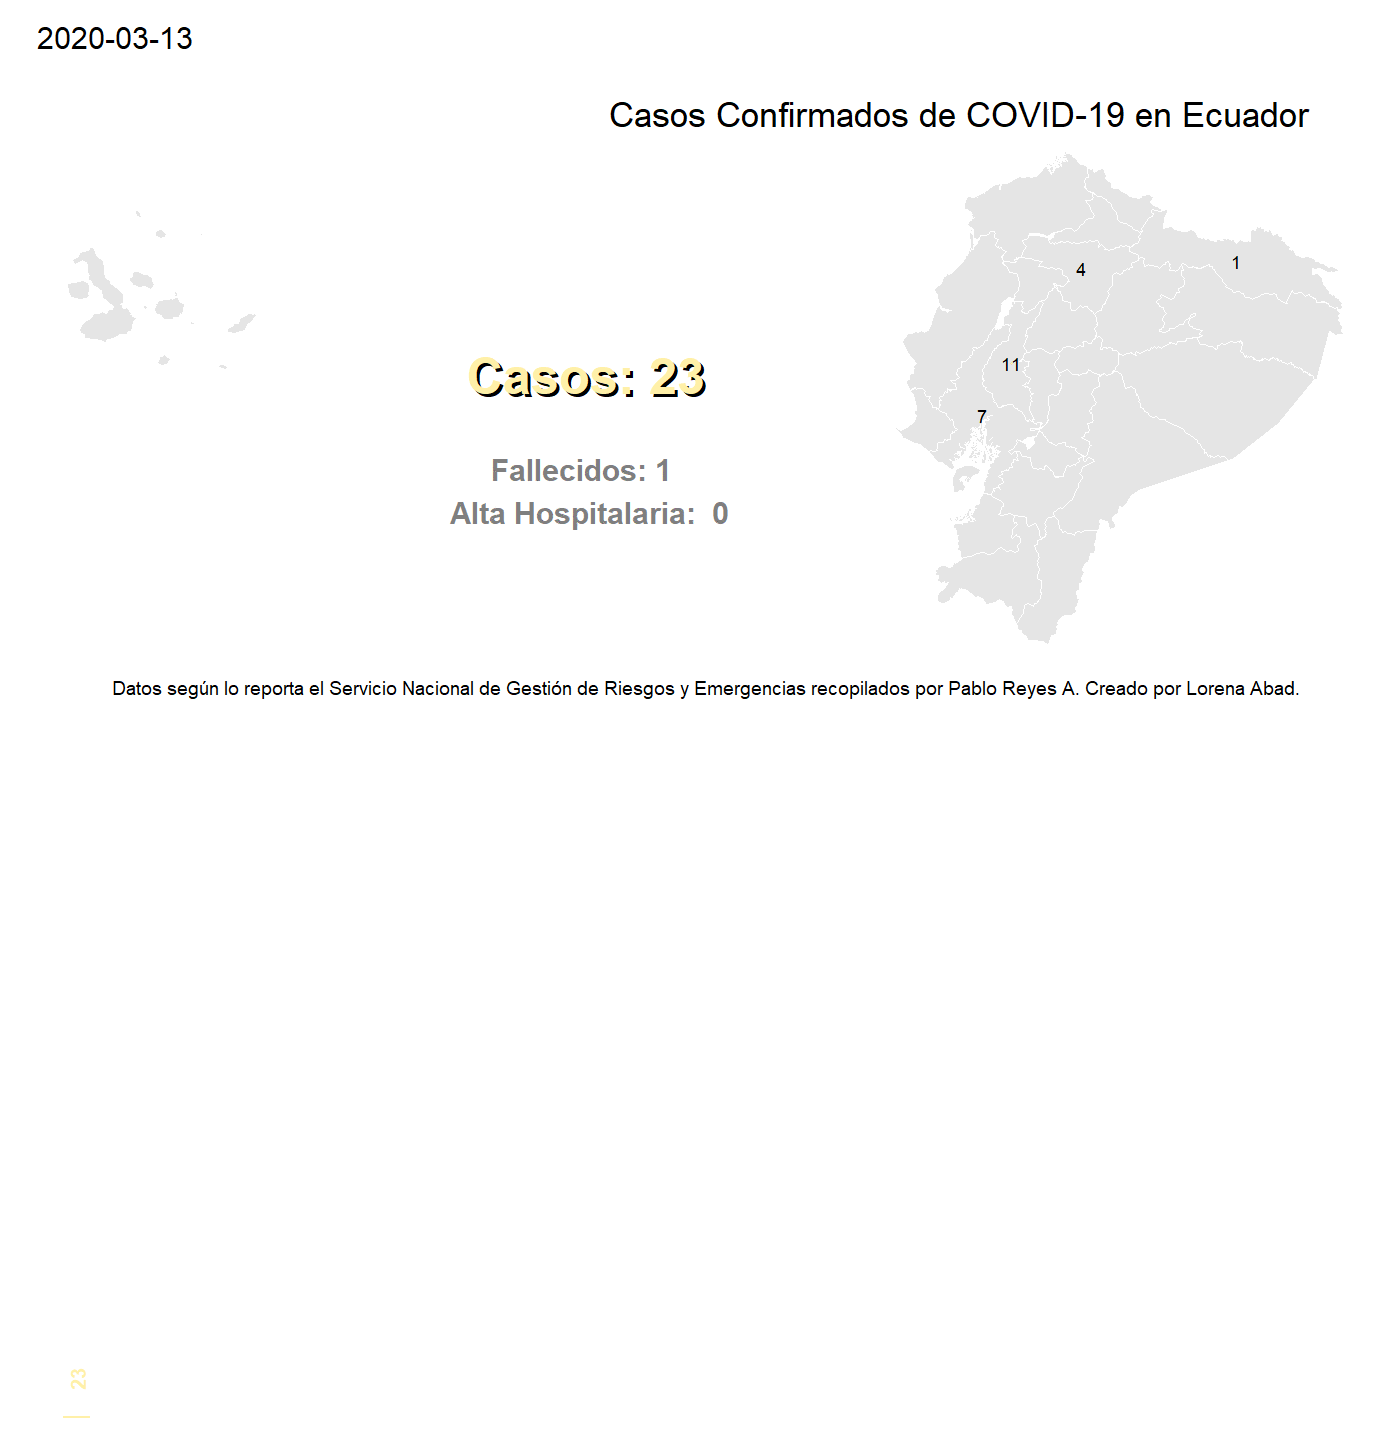 2020-03-13
Casos Confirmados de COVID-19 en Ecuador
4
1
11
7
Casos: 23
Fallecidos: 1
Alta Hospitalaria: 0
Datos según lo reporta el Servicio Nacional de Gestión de Riesgos y Emergencias recopilados por Pablo Reyes A. Creado por Lorena Abad.
23